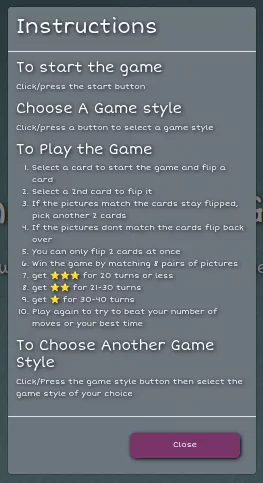 Instructions
To start the game
Click/press the start button
Choose A Game style
Click/press a button to select a game style
To Play the Game
1. Select a card to start the game and flip a
card
2. Select a 2nd card to flip it
3. If the pictures match the cards stay flipped,
pick another 2 cards
4. If the pictures dont match the cards flip back
over
5. You can only flip 2 cards at once
6. Win the game by matching 8 pairs of pictures
7. get ⭐⭐⭐ for 20 turns or less
8. get ⭐⭐ for 21-30 turns
9. get ⭐ for 30-40 turns
10. Play again to try to beat your number of
moves or your best time
To Choose Another Game
Style
Click/Press the game style button then select the
game style of your choice
Close